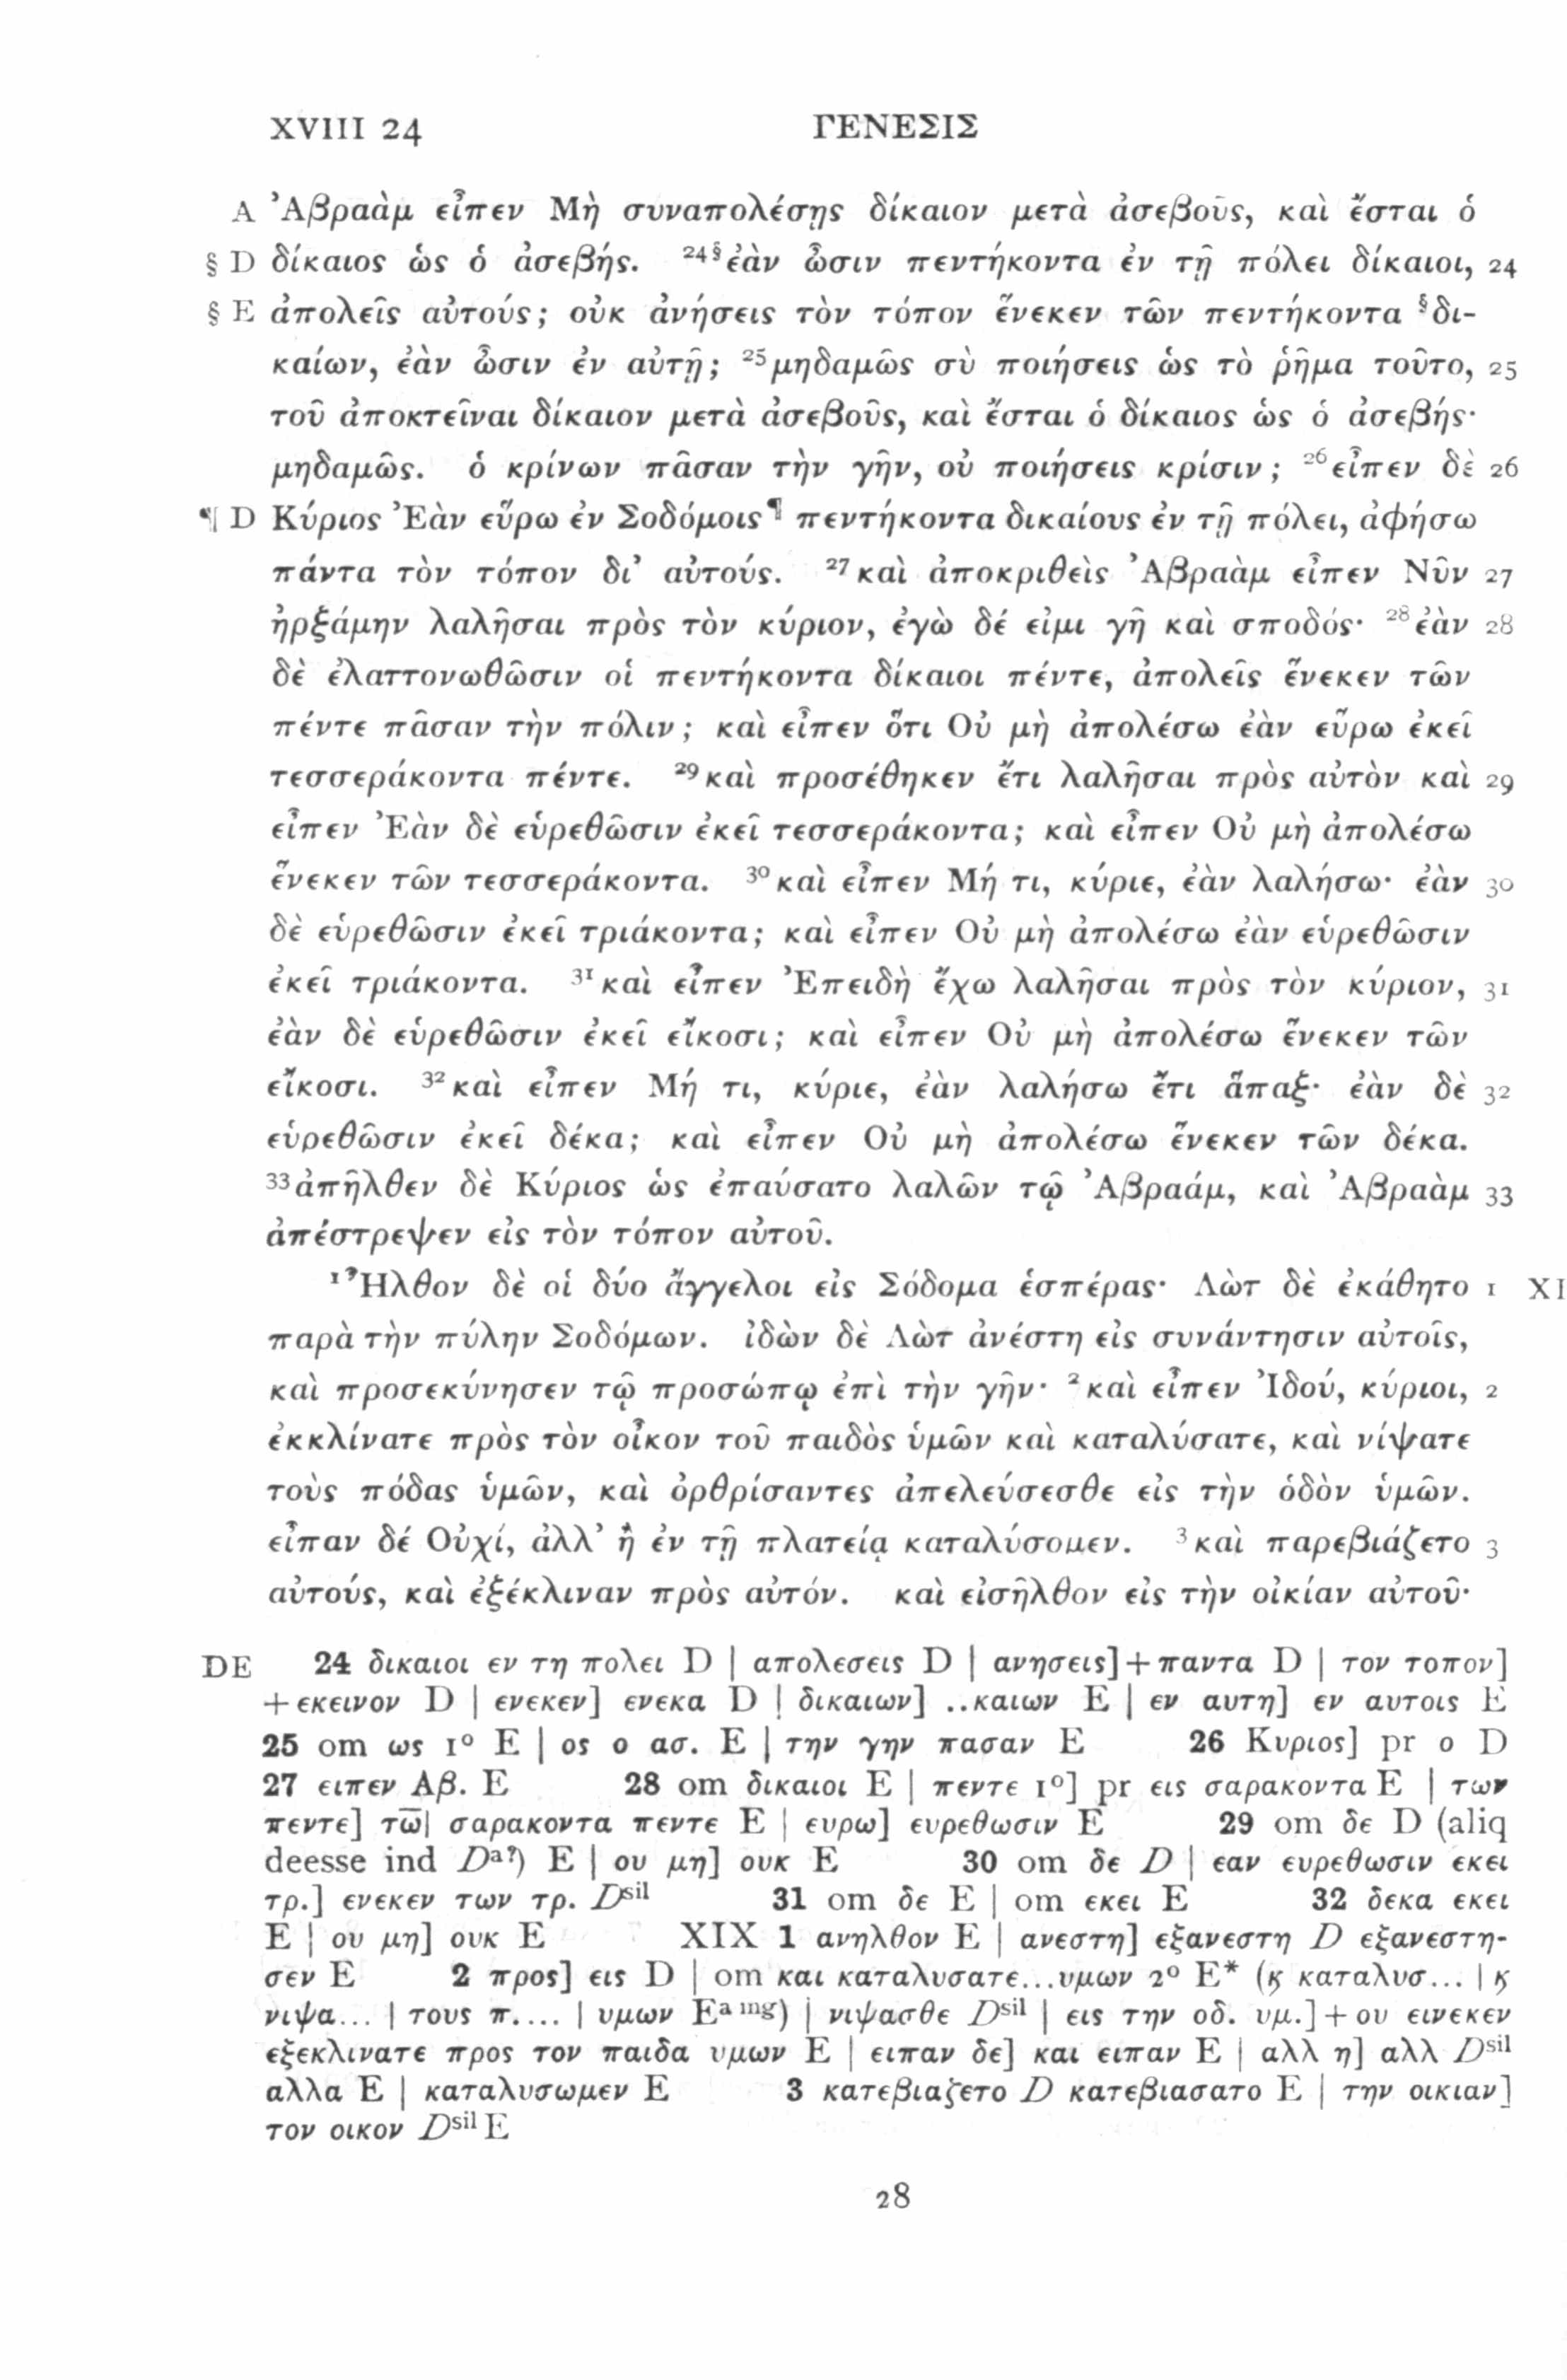 XVIII 24 ΓΕΝΕΣΙΣ
A Ἀβραὰμ εἶπεν Μὴ συναπολέσῃς δίκαιον μετὰ ἀσεβοῦς, καὶ ἔσται ὁ
§ D δίκαιος ὡς ὁ ἀσεβής. ²⁴§ἐὰν ὦσιν πεντήκοντα ἐν τῇ πόλει δίκαιοι, 24
§ E ἀπολεῖς αὐτούς; οὐκ ἀνήσεις τὸν τόπον ἕνεκεν τῶν πεντήκοντα §δι-
καίων, ἐὰν ὦσιν ἐν αὐτῇ; ²⁵μηδαμῶς σὺ ποιήσεις ὡς τὸ ῥῆμα τοῦτο, 25
τοῦ ἀποκτεῖναι δίκαιον μετὰ ἀσεβοῦς, καὶ ἔσται ὁ δίκαιος ὡς ὁ ἀσεβής·
μηδαμῶς. ὁ κρίνων πᾶσαν τὴν γῆν, οὐ ποιήσεις κρίσιν; ²⁶εἶπεν δὲ 26
¶ D Κύριος Ἐὰν εὕρω ἐν Σοδόμοις¶ πεντήκοντα δικαίους ἐν τῇ πόλει, ἀφήσω
πάντα τὸν τόπον δι’ αὐτούς. ²⁷καὶ ἀποκριθεὶς Ἀβραὰμ εἶπεν Νῦν 27
ἠρξάμην λαλῆσαι πρὸς τὸν κύριον, ἐγὼ δέ εἰμι γῆ καὶ σποδός· ²⁸ἐὰν 28
δὲ ἐλαττονωθῶσιν οἱ πεντήκοντα δίκαιοι πέντε, ἀπολεῖς ἕνεκεν τῶν
πέντε πᾶσαν τὴν πόλιν; καὶ εἶπεν ὅτι Οὐ μὴ ἀπολέσω ἐὰν εὕρω ἐκεῖ
τεσσεράκοντα πέντε. ²⁹καὶ προσέθηκεν ἔτι λαλῆσαι πρὸς αὐτὸν καὶ 29
εἶπεν Ἐὰν δὲ εὑρεθῶσιν ἐκεῖ τεσσεράκοντα; καὶ εἶπεν Οὐ μὴ ἀπολέσω
ἕνεκεν τῶν τεσσεράκοντα. ³⁰καὶ εἶπεν Μή τι, κύριε, ἐὰν λαλήσω· ἐὰν 30
δὲ εὑρεθῶσιν ἐκεῖ τριάκοντα; καὶ εἶπεν Οὐ μὴ ἀπολέσω ἐὰν εὑρεθῶσιν
ἐκεῖ τριάκοντα. ³¹καὶ εἶπεν Ἐπειδὴ ἔχω λαλῆσαι πρὸς τὸν κύριον, 31
ἐὰν δὲ εὑρεθῶσιν ἐκεῖ εἴκοσι; καὶ εἶπεν Οὐ μὴ ἀπολέσω ἕνεκεν τῶν
εἴκοσι. ³²καὶ εἶπεν Μή τι, κύριε, ἐὰν λαλήσω ἔτι ἅπαξ· ἐὰν δὲ 32
εὑρεθῶσιν ἐκεῖ δέκα; καὶ εἶπεν Οὐ μὴ ἀπολέσω ἕνεκεν τῶν δέκα.
³³ἀπῆλθεν δὲ Κύριος ὡς ἐπαύσατο λαλῶν τῷ Ἀβραάμ, καὶ Ἀβραὰμ 33
ἀπέστρεψεν εἰς τὸν τόπον αὐτοῦ.
¹Ἦλθον δὲ οἱ δύο ἄγγελοι εἰς Σόδομα ἑσπέρας· Λὼτ δὲ ἐκάθητο 1 XI
παρὰ τὴν πύλην Σοδόμων. ἰδὼν δὲ Λὼτ ἀνέστη εἰς συνάντησιν αὐτοῖς,
καὶ προσεκύνησεν τῷ προσώπῳ ἐπὶ τὴν γῆν· ²καὶ εἶπεν Ἰδού, κύριοι, 2
ἐκκλίνατε πρὸς τὸν οἶκον τοῦ παιδὸς ὑμῶν καὶ καταλύσατε, καὶ νίψατε
τοὺς πόδας ὑμῶν, καὶ ὀρθρίσαντες ἀπελεύσεσθε εἰς τὴν ὁδὸν ὑμῶν.
εἶπαν δέ Οὐχί, ἀλλ’ ἢ ἐν τῇ πλατείᾳ καταλύσομεν. ³καὶ παρεβιάζετο 3
αὐτούς, καὶ ἐξέκλιναν πρὸς αὐτόν. καὶ εἰσῆλθον εἰς τὴν οἰκίαν αὐτοῦ·
DE 24 δικαιοι εν τη πολει D | απολεσεις D | ανησεις]+παντα D | τον τοπον]
+εκεινον D | ενεκεν] ενεκα D | δικαιων] ..καιων E | εν αυτη] εν αυτοις E
25 om ως 1º E | ος ο ασ. E | την γην πασαν E 26 Κυριος] pr ο D
27 ειπεν Αβ. E 28 om δικαιοι E | πεντε 1º] pr εις σαρακοντα E | των
πεντε] τω̅| σαρακοντα πεντε E | ευρω] ευρεθωσιν E 29 om δε D (aliq
deesse ind Dᵃ?) E | ου μη] ουκ E 30 om δε D | εαν ευρεθωσιν εκει
τρ.] ενεκεν των τρ. Dˢⁱˡ 31 om δε E | om εκει E 32 δεκα εκει
E | ου μη] ουκ E XIX 1 ανηλθον E | ανεστη] εξανεστη D εξανεστη-
σεν E 2 προς] εις D | om και καταλυσατε...υμων 2º E* (ϗ καταλυσ... | ϗ
νιψα... | τους π.... | υμων Eᵃ ᵐᵍ) | νιψασθε Dˢⁱˡ | εις την οδ. υμ.]+ου εινεκεν
εξεκλινατε προς τον παιδα υμων E | ειπαν δε] και ειπαν E | αλλ η] αλλ Dˢⁱˡ
αλλα E | καταλυσωμεν E 3 κατεβιαζετο D κατεβιασατο E | την οικιαν]
τον οικον Dˢⁱˡ E
28